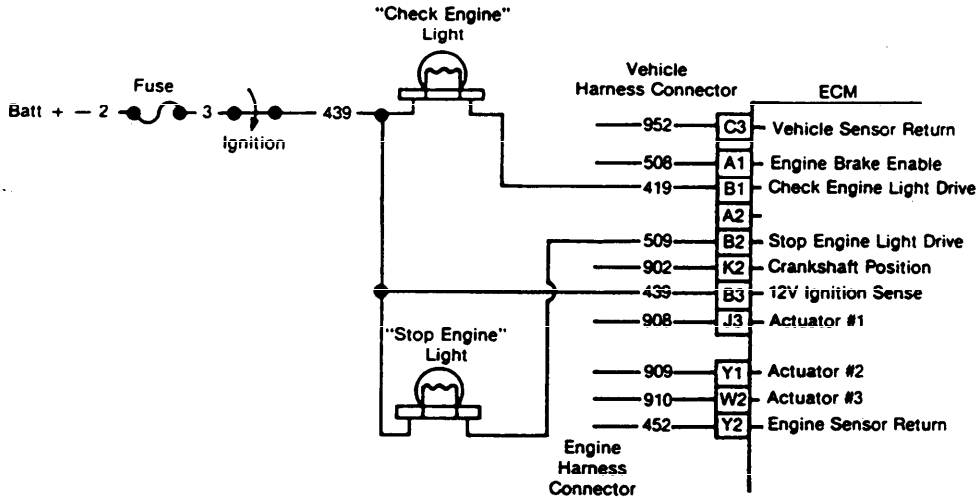 "Check Engine"
Light
Vehicle
Harness Connector
ECM
Fuse
Batt + 2 3 439
Ignition
952 C3 Vehicle Sensor Return
508 A1 Engine Brake Enable
419 B1 Check Engine Light Drive
A2
509 B2 Stop Engine Light Drive
902 K2 Crankshaft Position
439 B3 12V Ignition Sense
908 J3 Actuator #1
"Stop Engine"
Light
909 Y1 Actuator #2
910 W2 Actuator #3
452 Y2 Engine Sensor Return
Engine
Harness
Connector